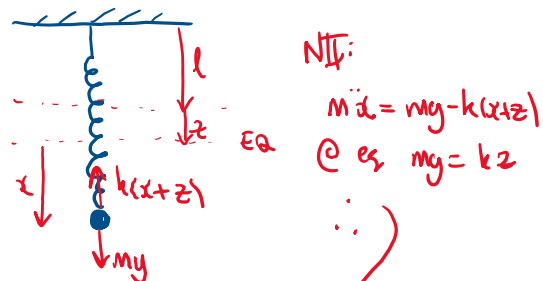 l
z
EQ
x
k(x+z)
mg
NII:
mẍ = mg - k(x+z)
@ eq mg = kz
∴